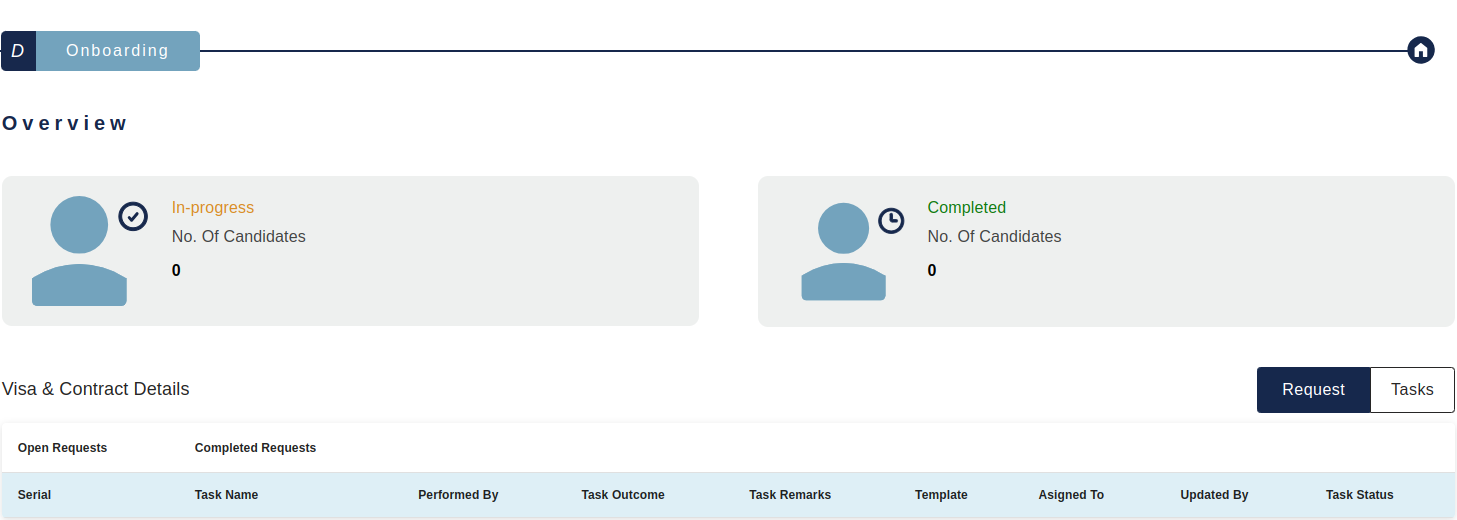 D Onboarding
Overview
In-progress
No. Of Candidates
0
Completed
No. Of Candidates
0
Visa & Contract Details
Request Tasks
Open Requests Completed Requests
Serial Task Name Performed By Task Outcome Task Remarks Template Asigned To Updated By Task Status